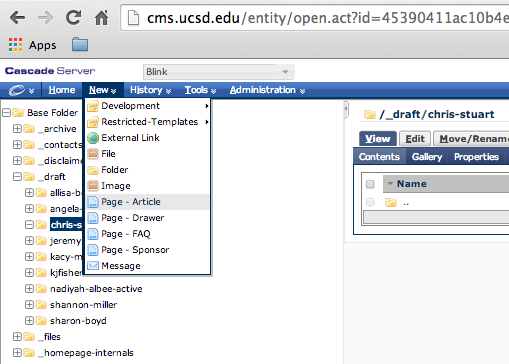 cms.ucsd.edu/entity/open.act?id=45390411ac10b4e
Apps
Cascade Server
Blink
Home New History Tools Administration
Base Folder
_archive
_contacts
_disclaime
_draft
allisa-b
angela-
chris-s
jeremy
kacy-m
kjfisher
nadiyah-albee-active
shannon-miller
sharon-boyd
_files
_homepage-internals
Development
Restricted-Templates
External Link
File
Folder
Image
Page - Article
Page - Drawer
Page - FAQ
Page - Sponsor
Message
/_draft/chris-stuart
View Edit Move/Rename
Contents Gallery Properties
Name
..